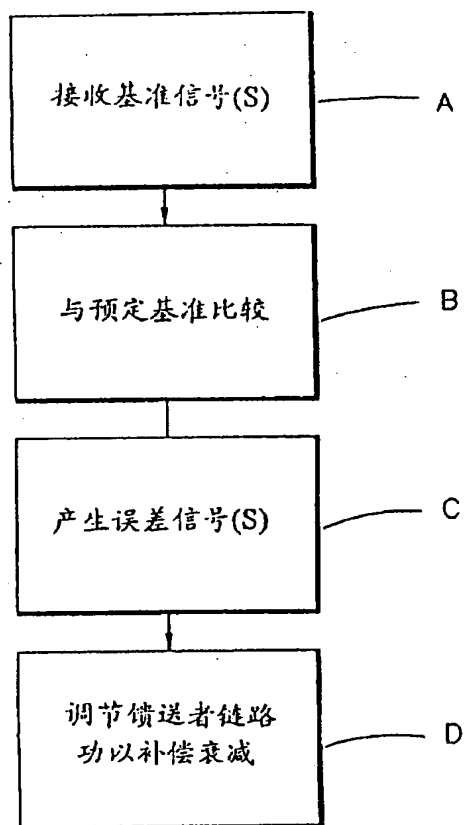 接收基准信号(S)
A
与预定基准比较
B
产生误差信号(S)
C
调节馈送者链路
功以补偿衰减
D